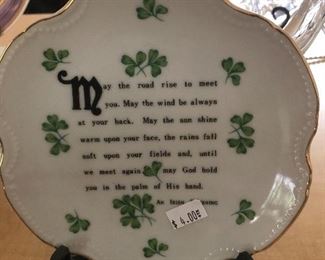 May the road rise to meet
you. May the wind be always
at your back. May the sun shine
warm upon your face, the rains fall
soft upon your fields and, until
we meet again, may God hold
you in the palm of His hand.
An Irish
$ 4.00